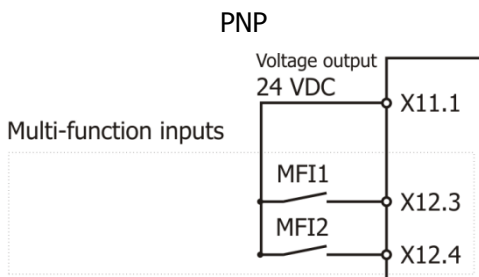 PNP
Voltage output
24 VDC
X11.1
Multi-function inputs
MFI1
X12.3
MFI2
X12.4